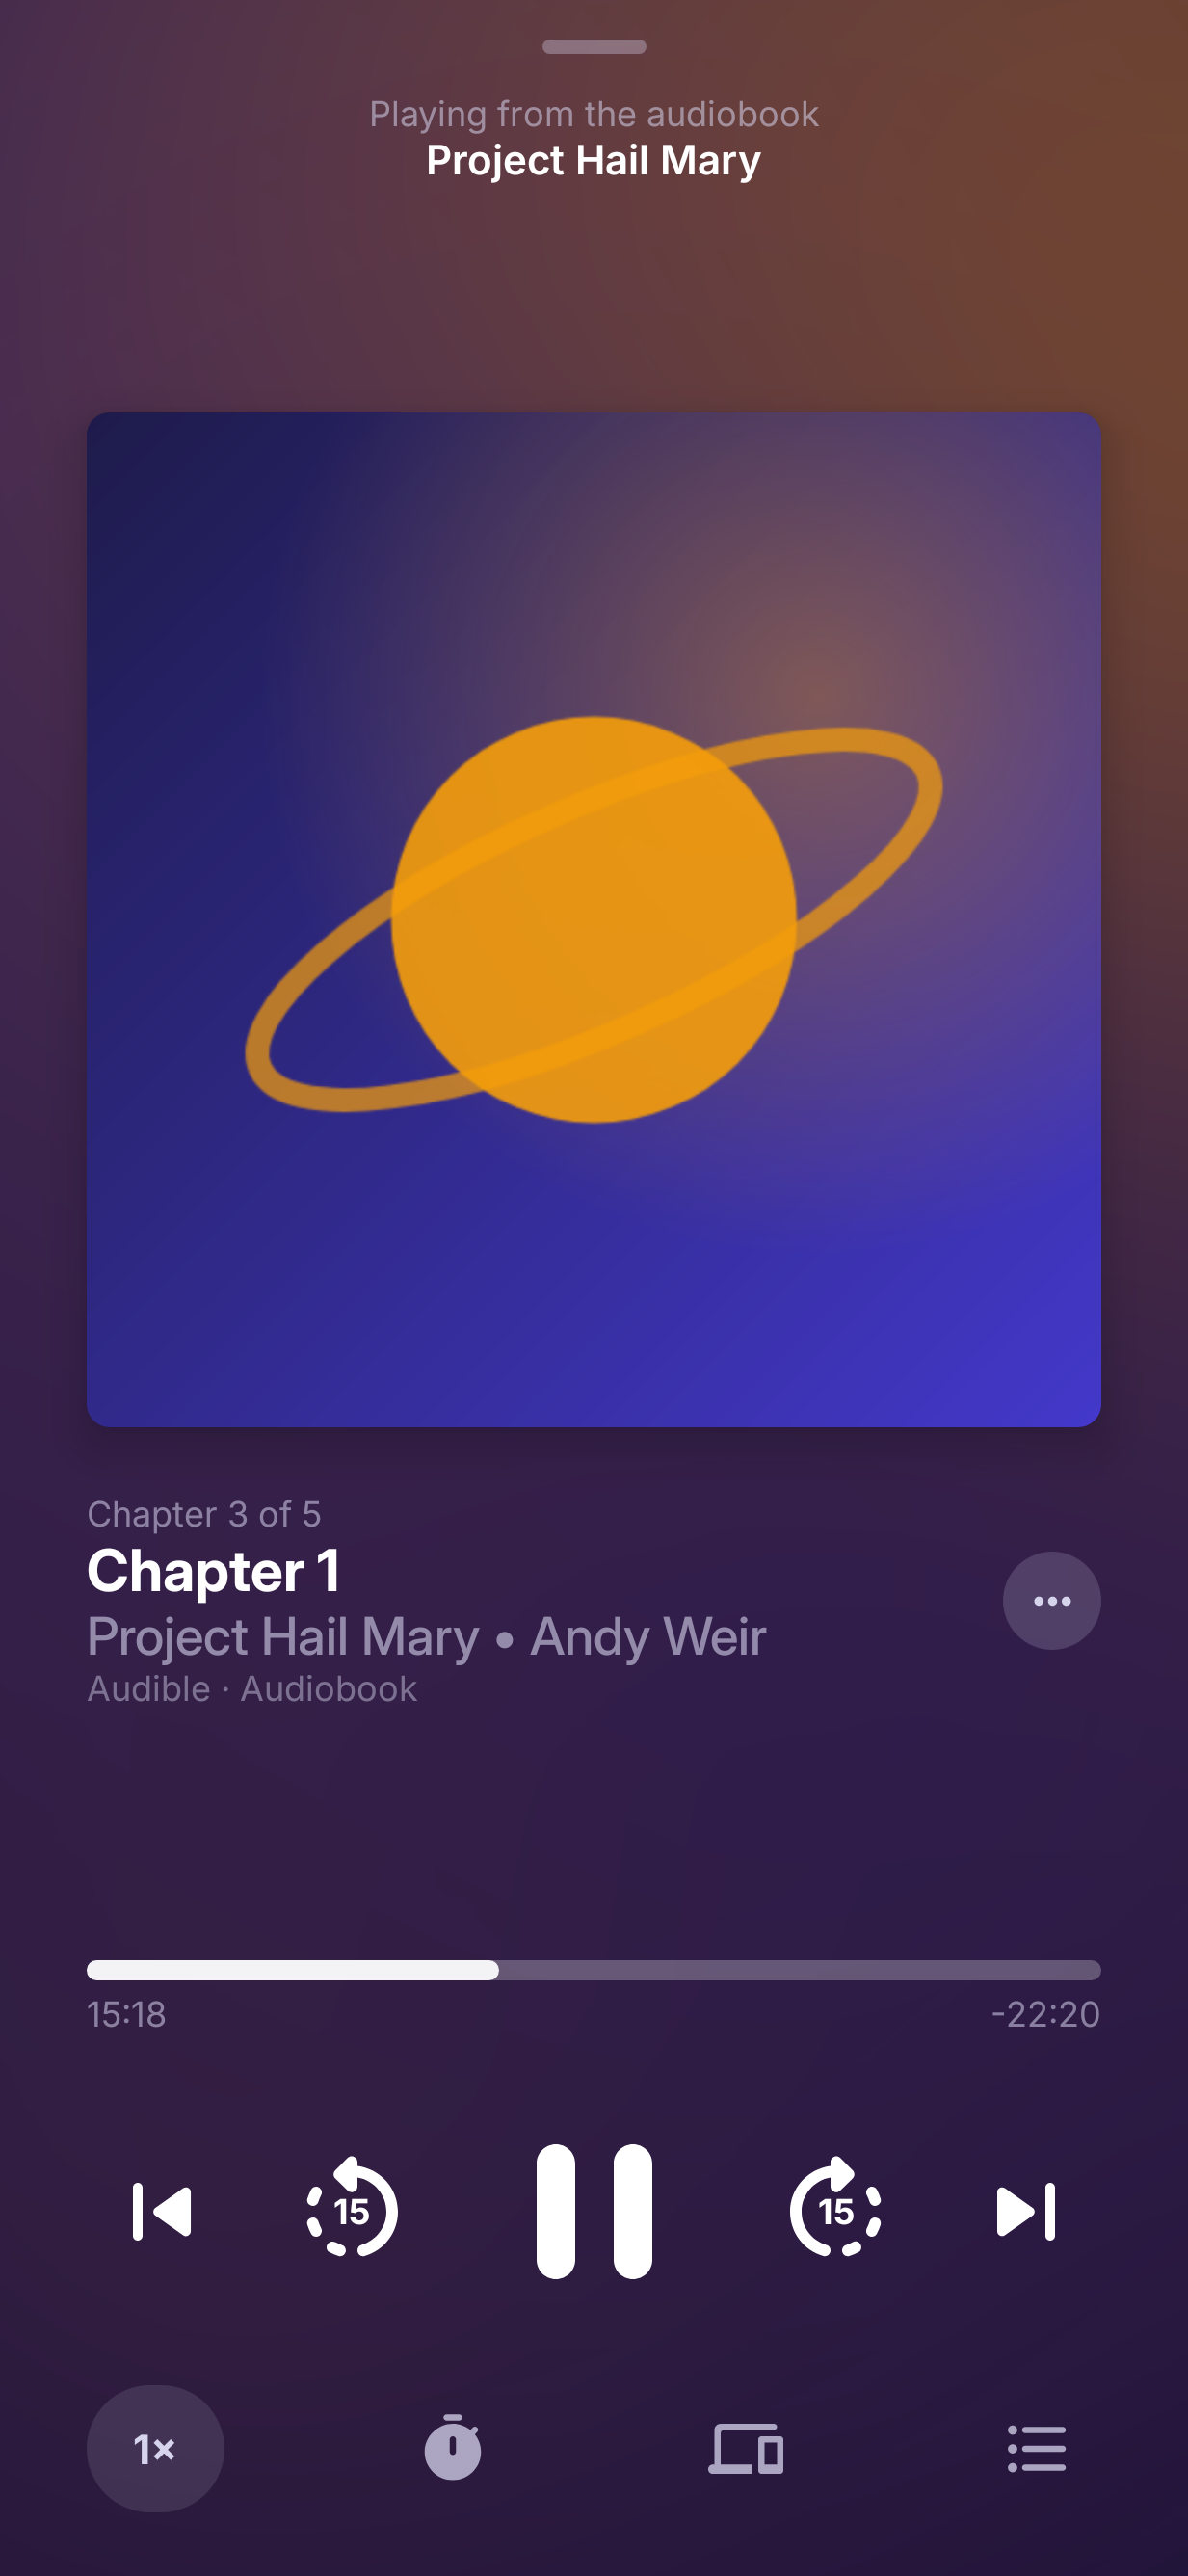 Playing from the audiobook
Project Hail Mary
Chapter 3 of 5
Chapter 1
Project Hail Mary • Andy Weir
Audible · Audiobook
15:18 -22:20
15 15
1×